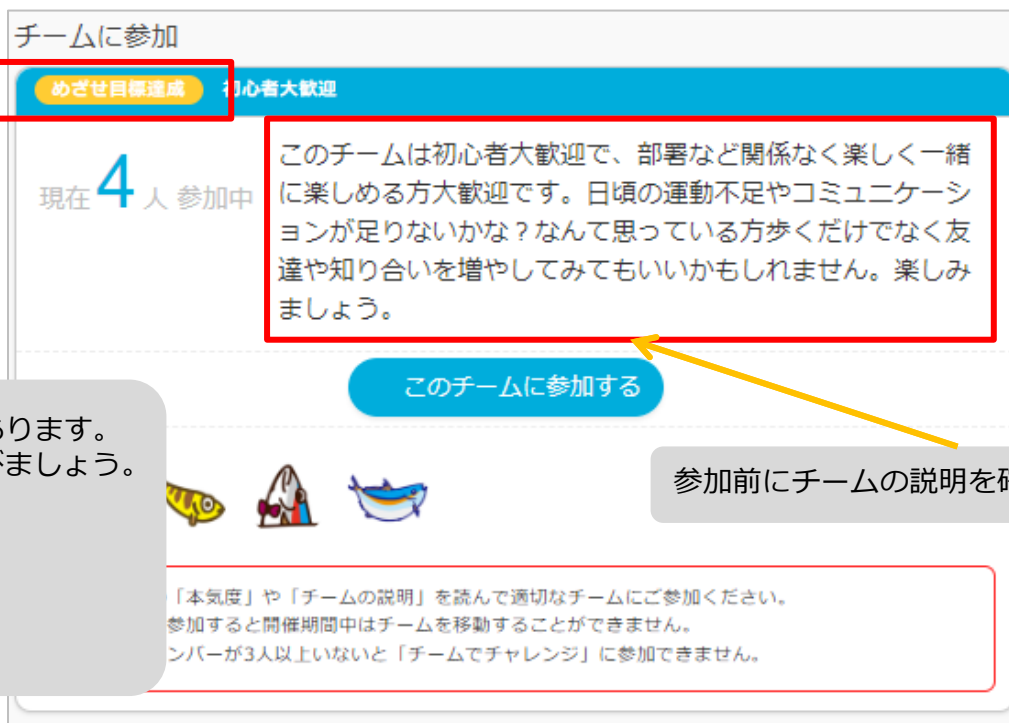 チームに参加
めざせ目標達成 初心者大歓迎
現在4人 参加中
このチームは初心者大歓迎で、部署など関係なく楽しく一緒
に楽しめる方大歓迎です。日頃の運動不足やコミュニケーシ
ョンが足りないかな?なんて思っている方歩くだけでなく友
達や知り合いを増やしてみてもいいかもしれません。楽しみ
ましょう。
このチームに参加する
あります。
ましょう。
参加前にチームの説明を
「本気度」や「チームの説明」を読んで適切なチームにご参加ください。
参加すると開催期間中はチームを移動することができません。
ンバーが3人以上いないと「チームでチャレンジ」に参加できません。